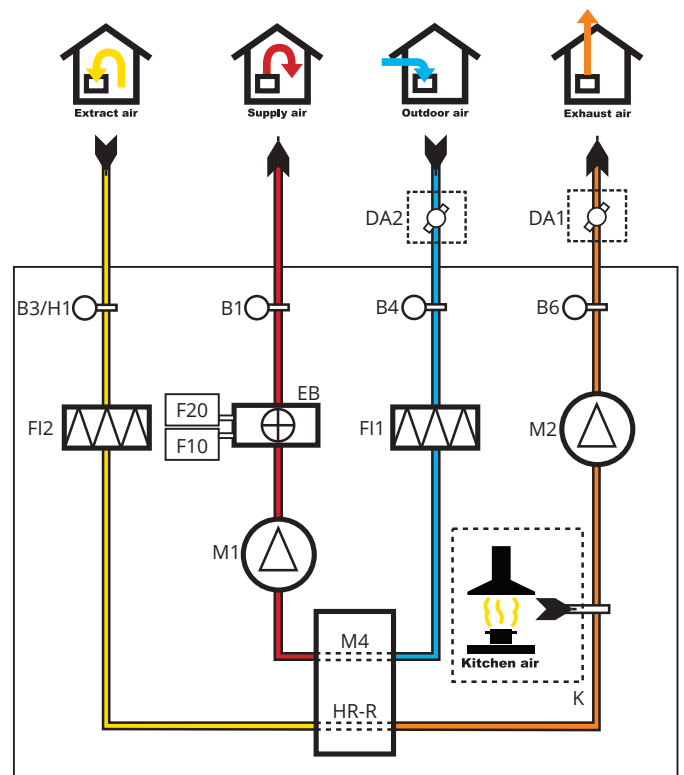 Extract air
Supply air
Outdoor air
Exhaust air
DA2
DA1
B3/H1
B1
B4
B6
EB
F20
F10
FI2
FI1
M2
M1
M4
HR-R
Kitchen air
K